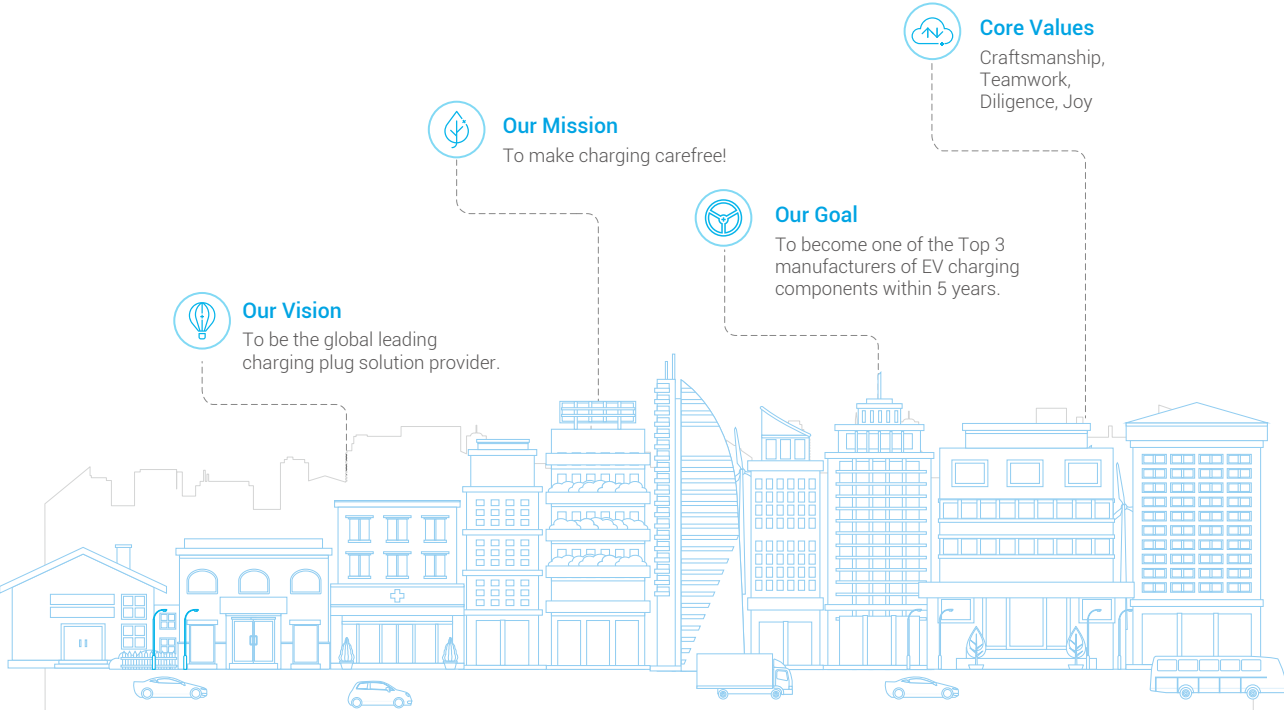 Core Values
Craftsmanship,
Teamwork,
Diligence, Joy
Our Mission
To make charging carefree!
Our Goal
To become one of the Top 3
manufacturers of EV charging
components within 5 years.
Our Vision
To be the global leading
charging plug solution provider.